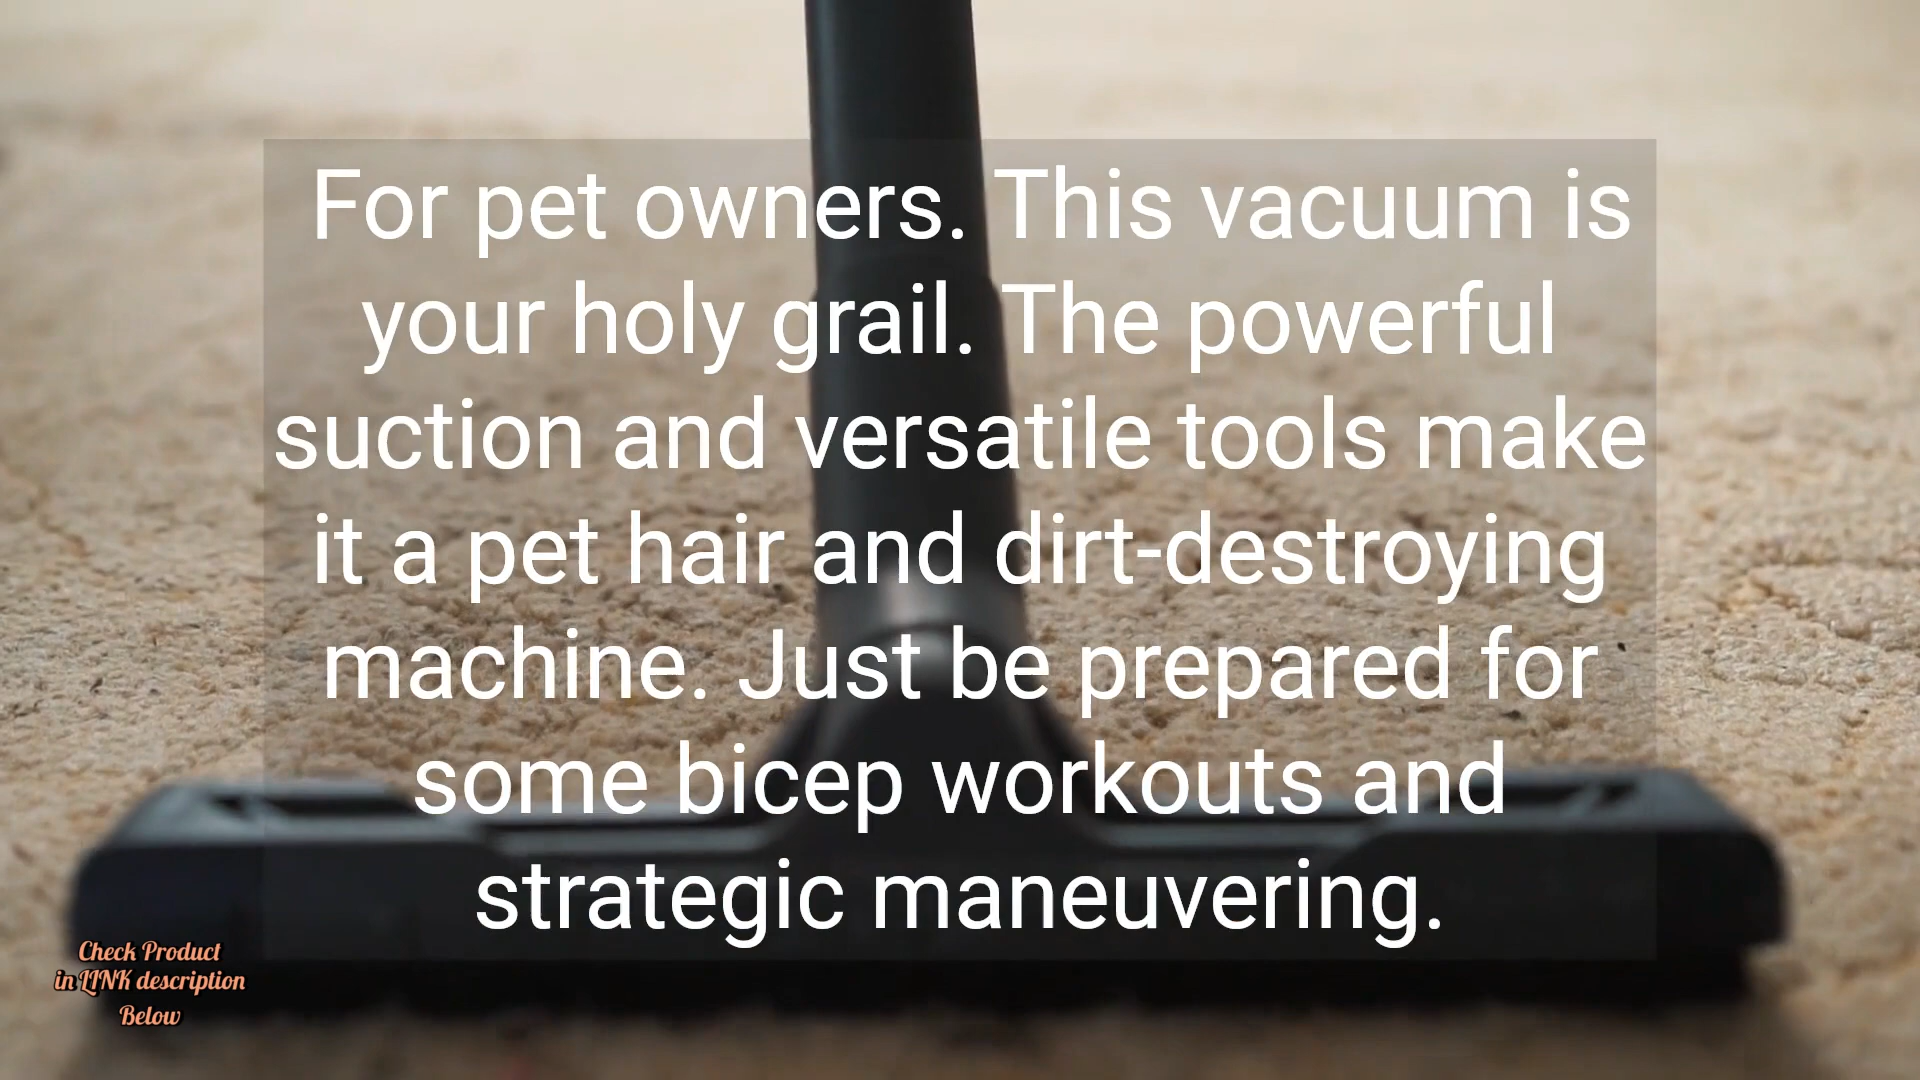 For pet owners. This vacuum is
your holy grail. The powerful
suction and versatile tools make
it a pet hair and dirt-destroying
machine. Just be prepared for
some bicep workouts and
strategic maneuvering.
Check Product
in LINK description
Below